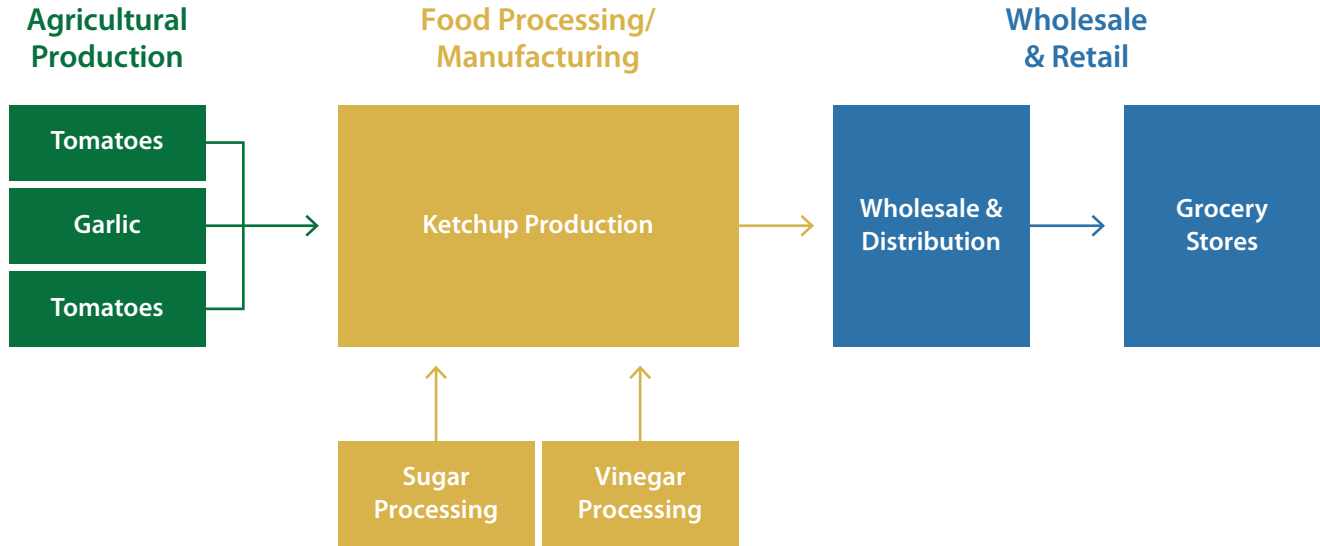 Agricultural
Production
Food Processing/
Manufacturing
Wholesale
& Retail
Tomatoes
Garlic
Tomatoes
Ketchup Production
Wholesale &
Distribution
Grocery
Stores
Sugar
Processing
Vinegar
Processing